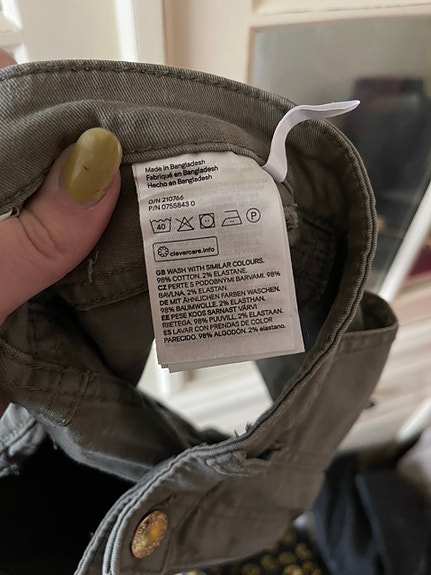 Made in Bangladesh
Fabriqué en Bangladesh
Hecho en Bangladesh
O/N 210766
P/N 0755843 0
40 P
clevercare.info
GB WASH WITH SIMILAR COLOURS.
98% COTTON. 2% ELASTANE.
CZ PERTE S PODOBNÝMI BARVAMI. 98%
BAVLNA, 2% ELASTAN.
DE MIT ÄHNLICHEN FARBEN WASCHEN.
98% BAUMWOLLE, 2% ELASTHAN.
EE PESE KOOS SARNAST VÄRVI
RIETEGA. 98% PUUVILL. 2% ELASTAAN.
ES LAVAR CON PRENDAS DE COLOR
PARECIDO. 98% ALGODÓN. 2% elastano.